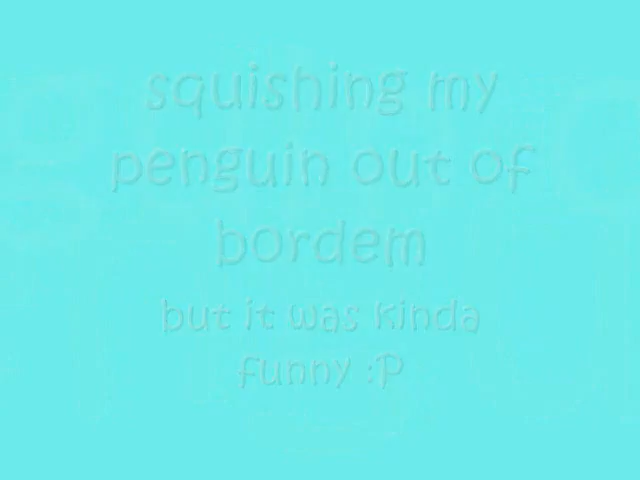 squishing my
penguin out of
bordem
but it was kinda
funny :P